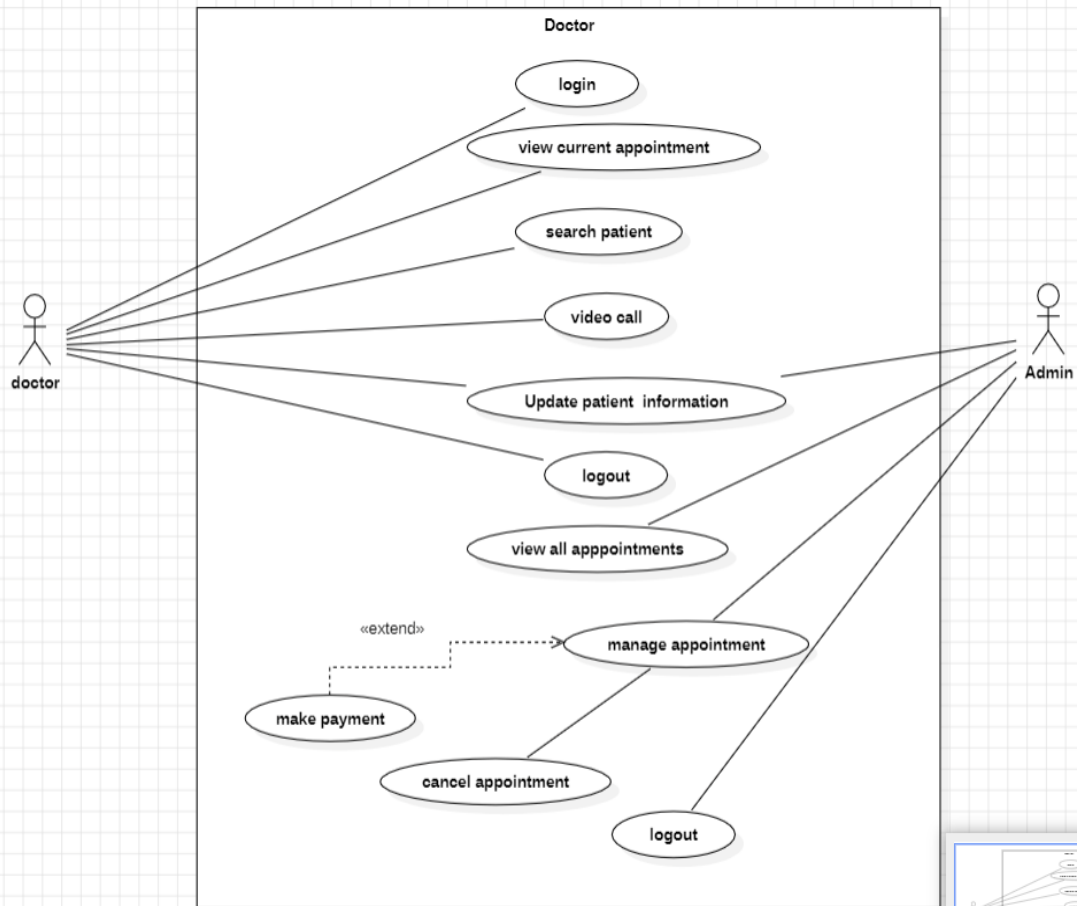 Doctor
login
view current appointment
search patient
video call
doctor
Admin
Update patient  information
logout
view all apppointments
«extend»
manage appointment
make payment
cancel appointment
logout